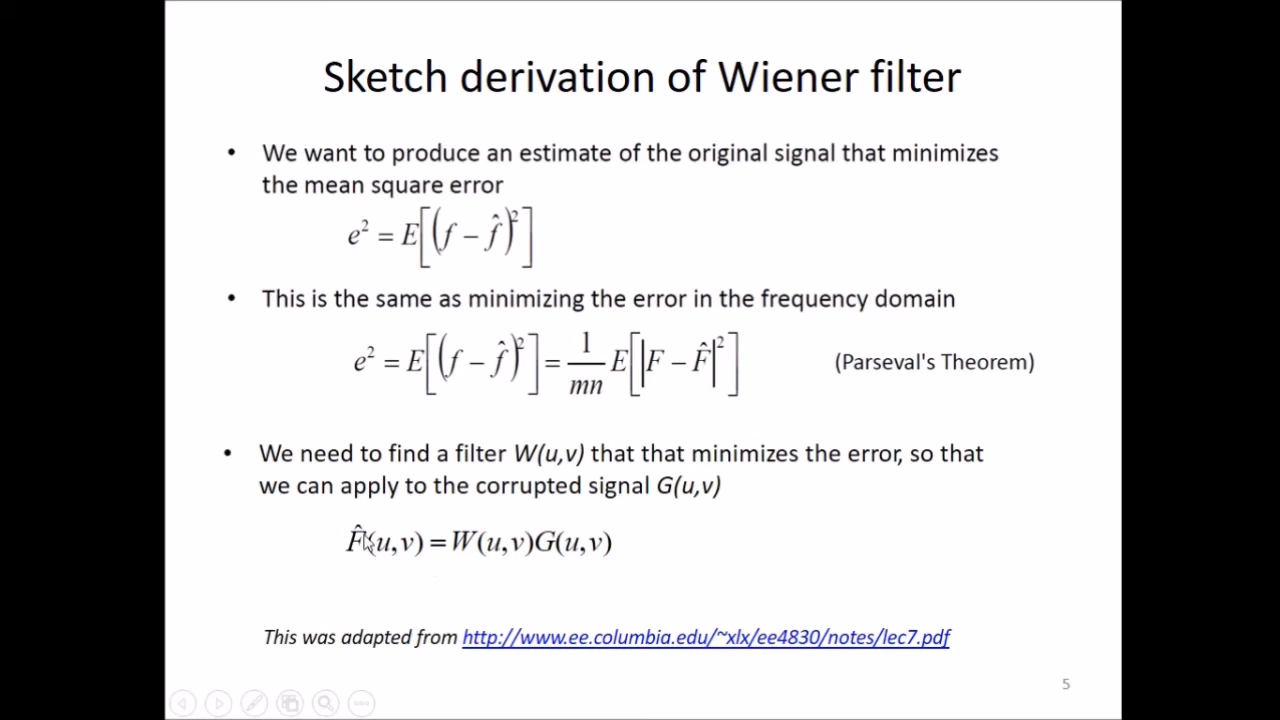 Sketch derivation of Wiener filter
• We want to produce an estimate of the original signal that minimizes
the mean square error
e² = E[(f − f̂)²]
• This is the same as minimizing the error in the frequency domain
e² = E[(f − f̂)²] = 1/mn E[|F − F̂|²] (Parseval's Theorem)
• We need to find a filter W(u,v) that that minimizes the error, so that
we can apply to the corrupted signal G(u,v)
F̂(u,v) = W(u,v)G(u,v)
This was adapted from http://www.ee.columbia.edu/~xlx/ee4830/notes/lec7.pdf
5